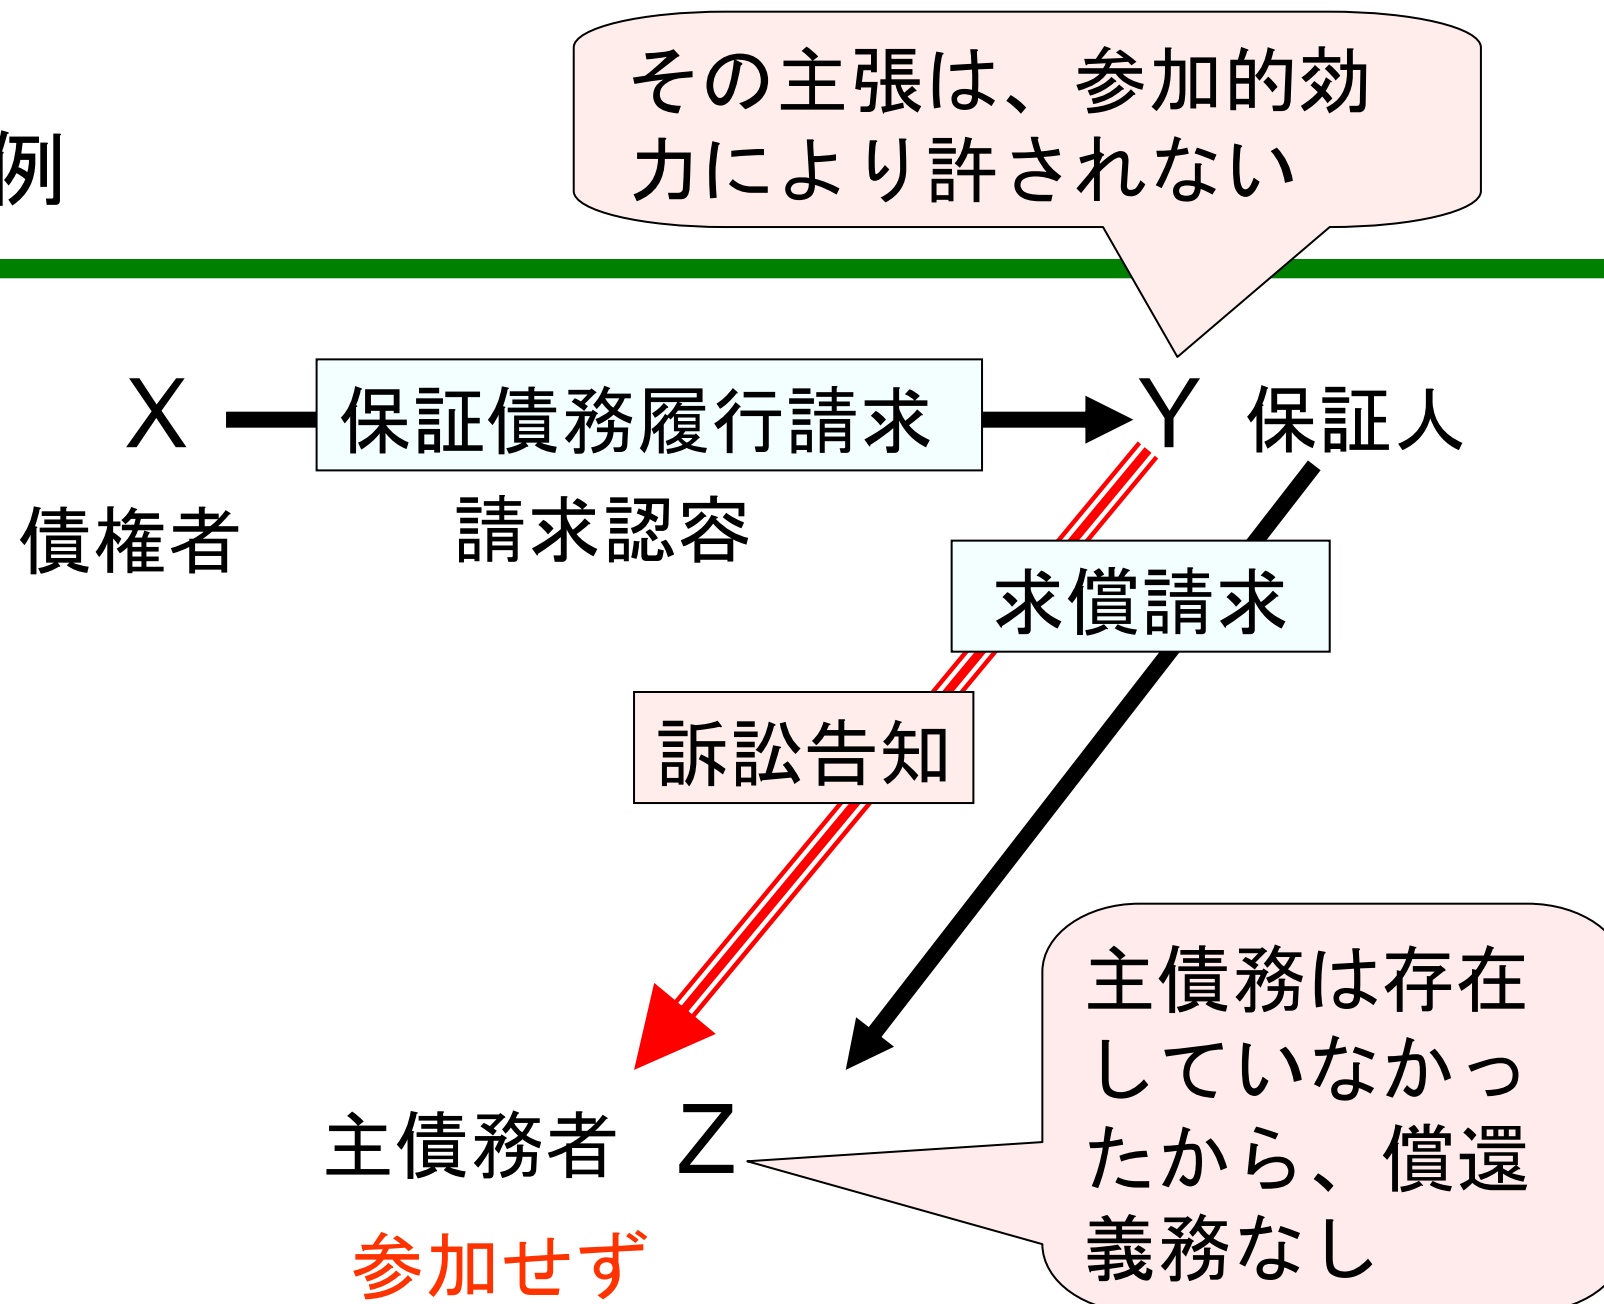 その主張は、参加的効
力により許されない
例
X
保証債務履行請求
Y 保証人
債権者
請求認容
求償請求
訴訟告知
主債務は存在
していなかっ
たから、償還
義務なし
主債務者 Z
参加せず